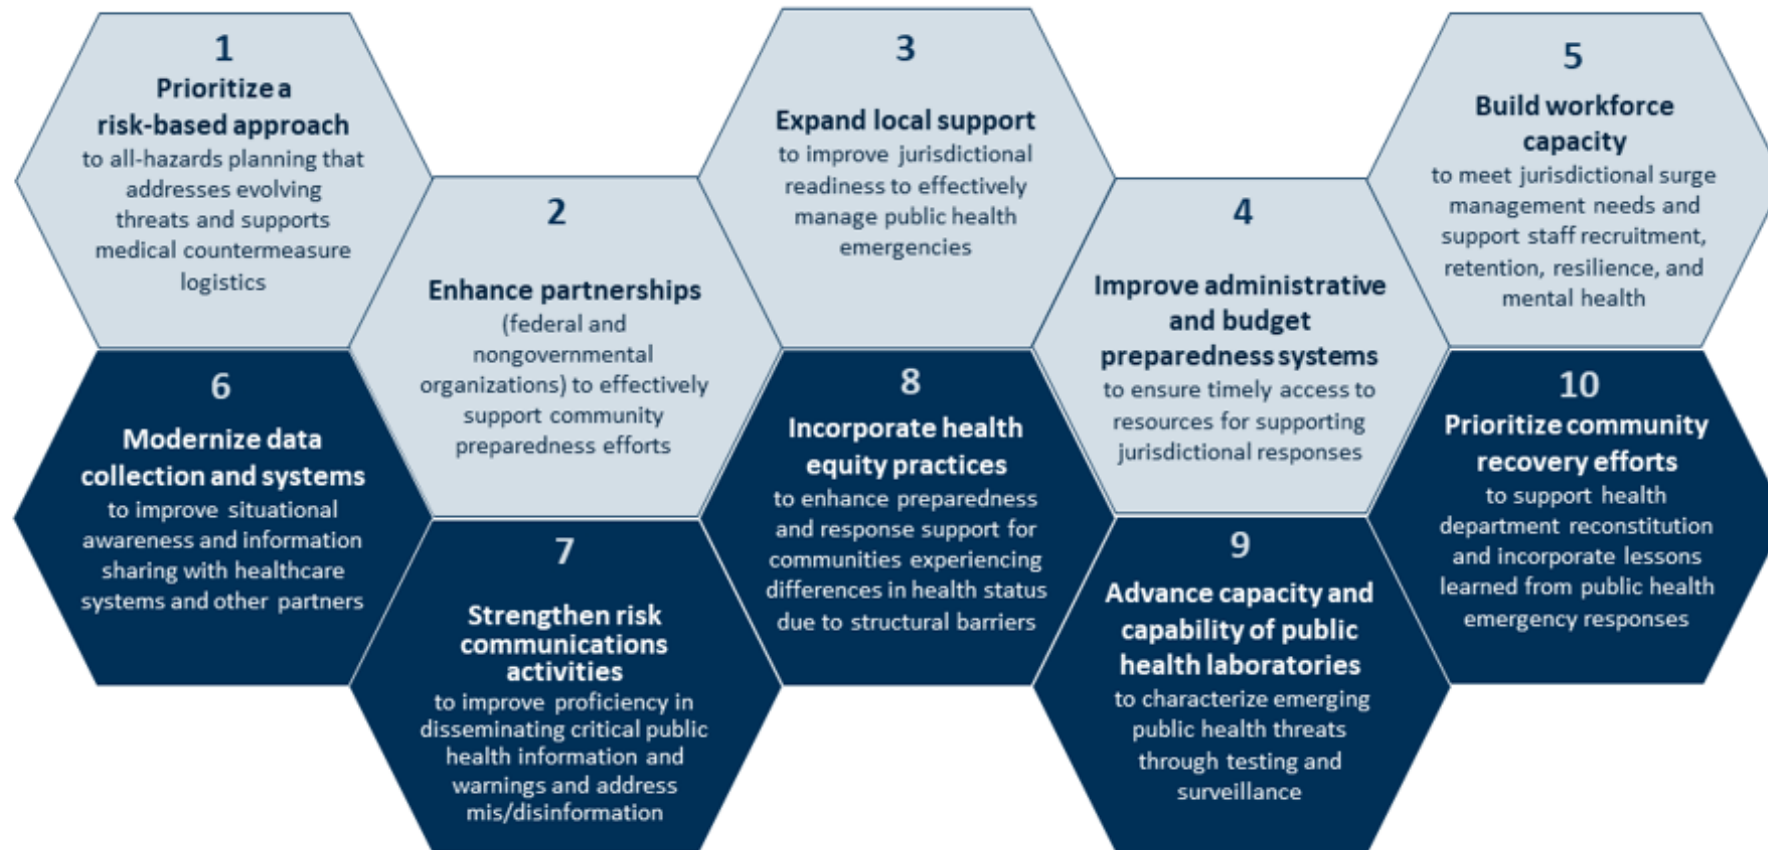 1
Prioritize a
risk-based approach
to all-hazards planning that
addresses evolving
threats and supports
medical countermeasure
logistics
2
Enhance partnerships
(federal and
nongovernmental
organizations) to effectively
support community
preparedness efforts
3
Expand local support
to improve jurisdictional
readiness to effectively
manage public health
emergencies
4
Improve administrative
and budget
preparedness systems
to ensure timely access to
resources for supporting
jurisdictional responses
5
Build workforce
capacity
to meet jurisdictional surge
management needs and
support staff recruitment,
retention, resilience, and
mental health
6
Modernize data
collection and systems
to improve situational
awareness and information
sharing with healthcare
systems and other partners
7
Strengthen risk
communications
activities
to improve proficiency in
disseminating critical public
health information and
warnings and address
mis/disinformation
8
Incorporate health
equity practices
to enhance preparedness
and response support for
communities experiencing
differences in health status
due to structural barriers
9
Advance capacity and
capability of public
health laboratories
to characterize emerging
public health threats
through testing and
surveillance
10
Prioritize community
recovery efforts
to support health
department reconstitution
and incorporate lessons
learned from public health
emergency responses